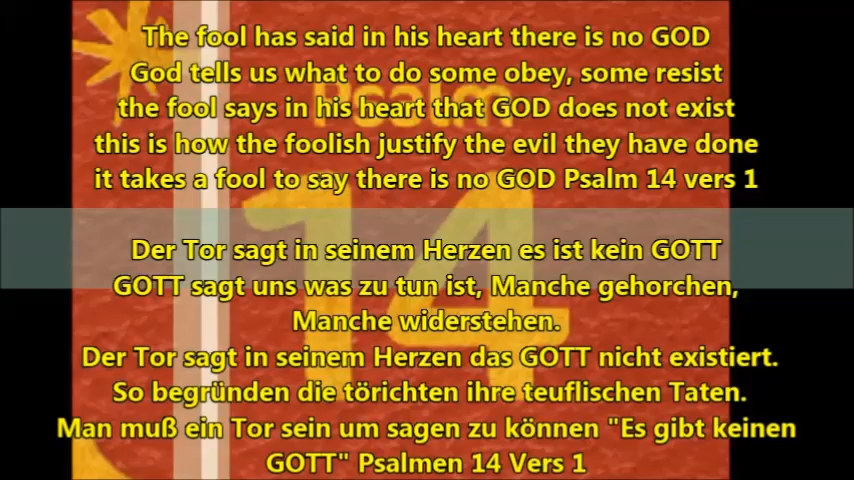 The fool has said in his heart there is no GOD
God tells us what to do some obey, some resist
Psalm
the fool says in his heart that GOD does not exist
this is how the foolish justify the evil they have done
it takes a fool to say there is no GOD Psalm 14 vers 1
14
Der Tor sagt in seinem Herzen es ist kein GOTT
GOTT sagt uns was zu tun ist, Manche gehorchen,
Manche widerstehen.
Der Tor sagt in seinem Herzen das GOTT nicht existiert.
So begründen die törichten ihre teuflischen Taten.
Man muß ein Tor sein um sagen zu können "Es gibt keinen
GOTT" Psalmen 14 Vers 1